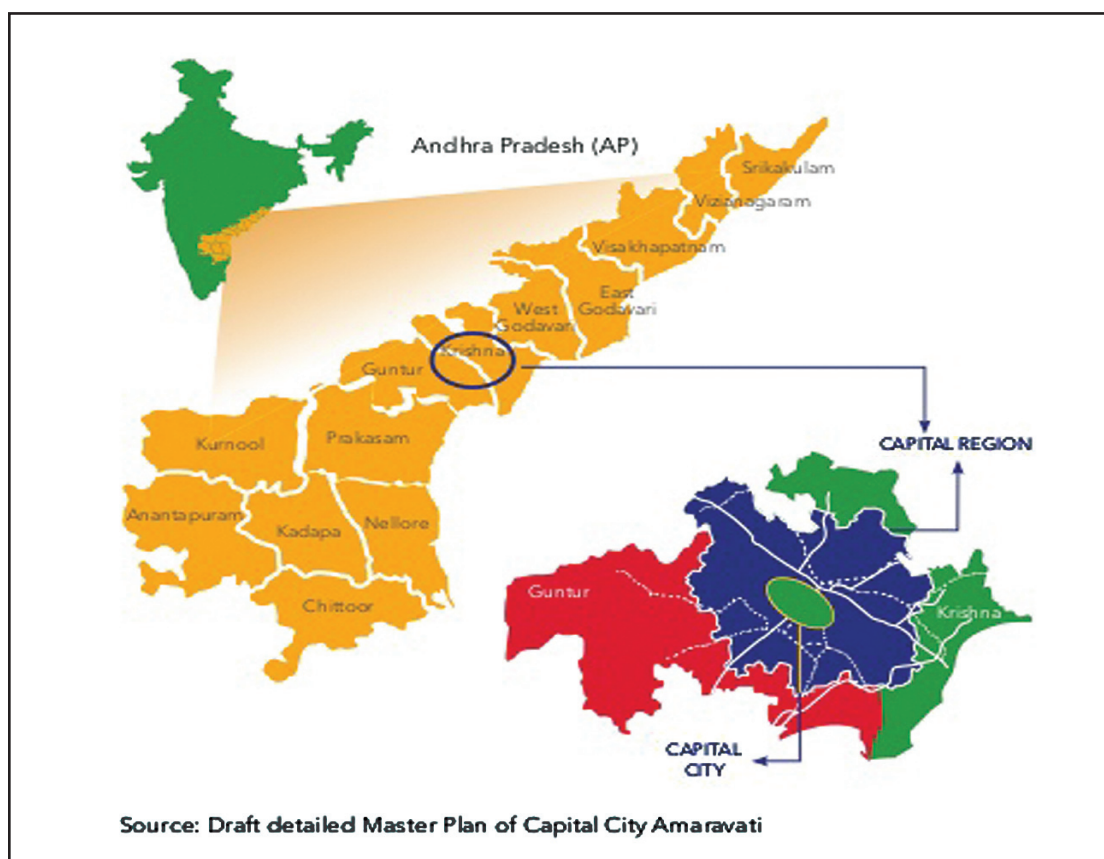 Andhra Pradesh (AP)
Srikakulam
Vizianagaram
Visakhapatnam
East
Godavari
West
Godavari
Krishna
Guntur
Kurnool
Prakasam
Anantapuram
Kadapa
Nellore
Chittoor
CAPITAL REGION
Guntur
Krishna
CAPITAL
CITY
Source: Draft detailed Master Plan of Capital City Amaravati